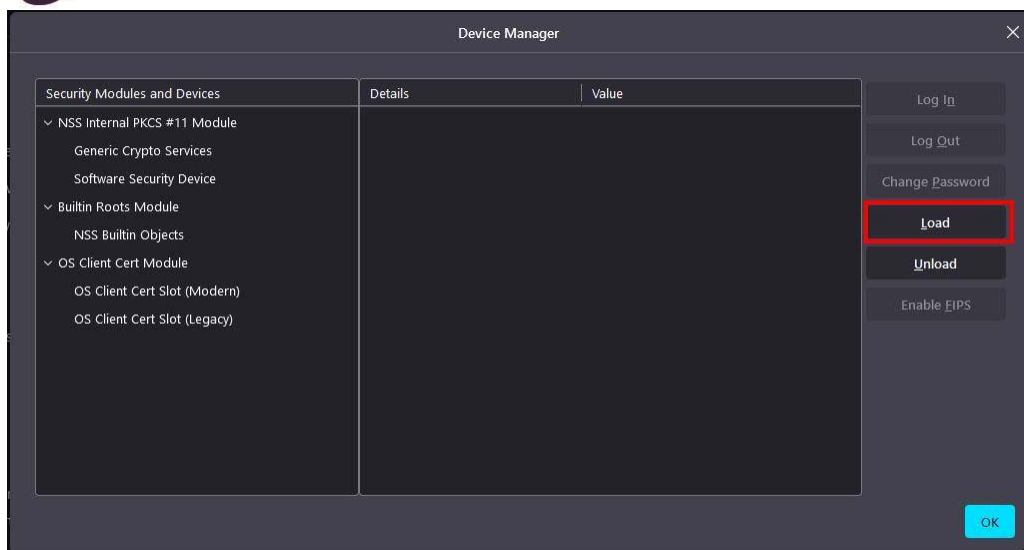 Device Manager
Security Modules and Devices
Details
Value
NSS Internal PKCS #11 Module
Generic Crypto Services
Software Security Device
Builtin Roots Module
NSS Builtin Objects
OS Client Cert Module
OS Client Cert Slot (Modern)
OS Client Cert Slot (Legacy)
Log In
Log Out
Change Password
Load
Unload
Enable FIPS
OK